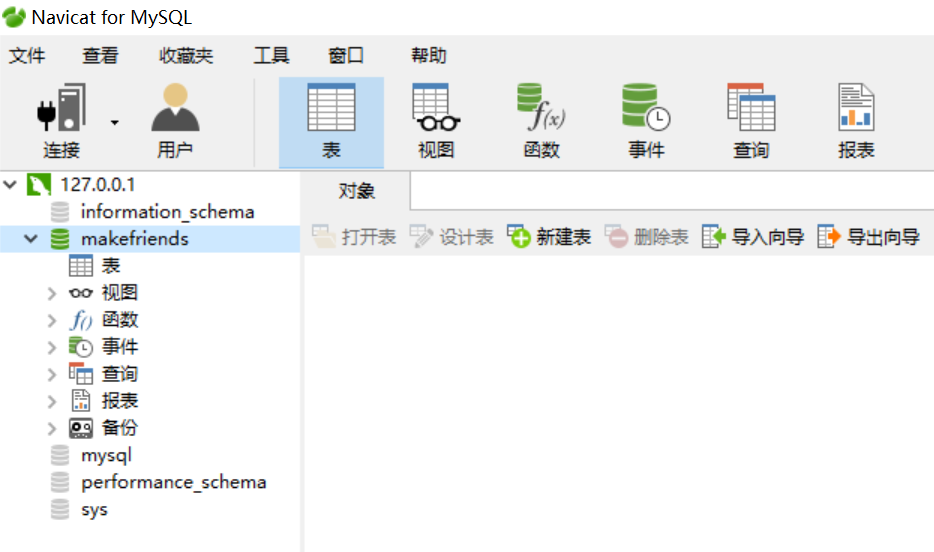 Navicat for MySQL
文件 查看 收藏夹 工具 窗口 帮助
连接 用户 表 视图 函数 事件 查询 报表
127.0.0.1
information_schema
makefriends
表
视图
函数
事件
查询
报表
备份
mysql
performance_schema
sys
对象
打开表 设计表 新建表 删除表 导入向导 导出向导